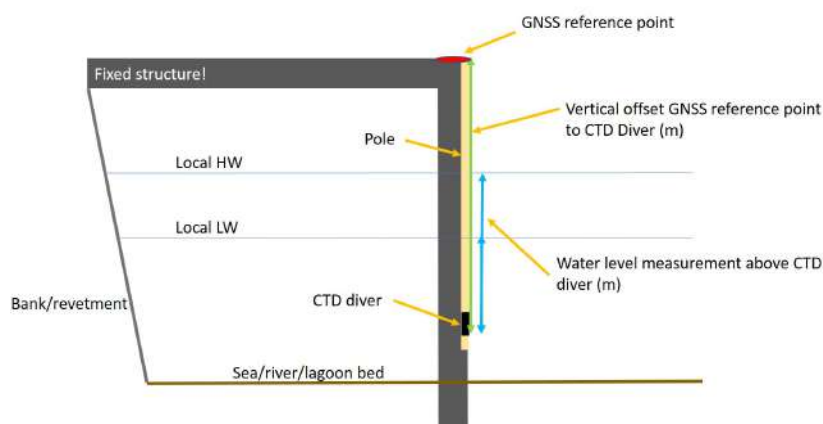 GNSS reference point
Fixed structure!
Vertical offset GNSS reference point
to CTD Diver (m)
Pole
Local HW
Local LW
Water level measurement above CTD
diver (m)
Bank/revetment
CTD diver
Sea/river/lagoon bed